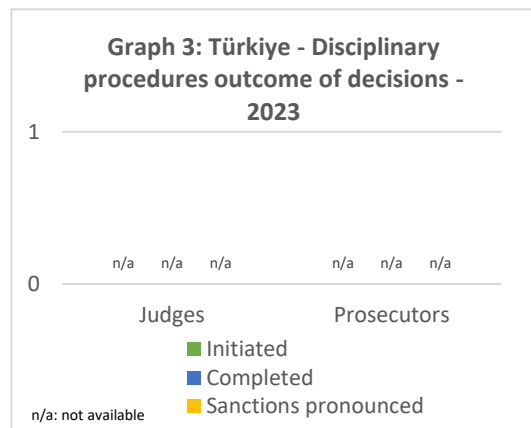 Graph 3: Türkiye - Disciplinary
procedures outcome of decisions -
2023
1
n/a n/a n/a n/a n/a n/a
0
Judges Prosecutors
Initiated
Completed
Sanctions pronounced
n/a: not available